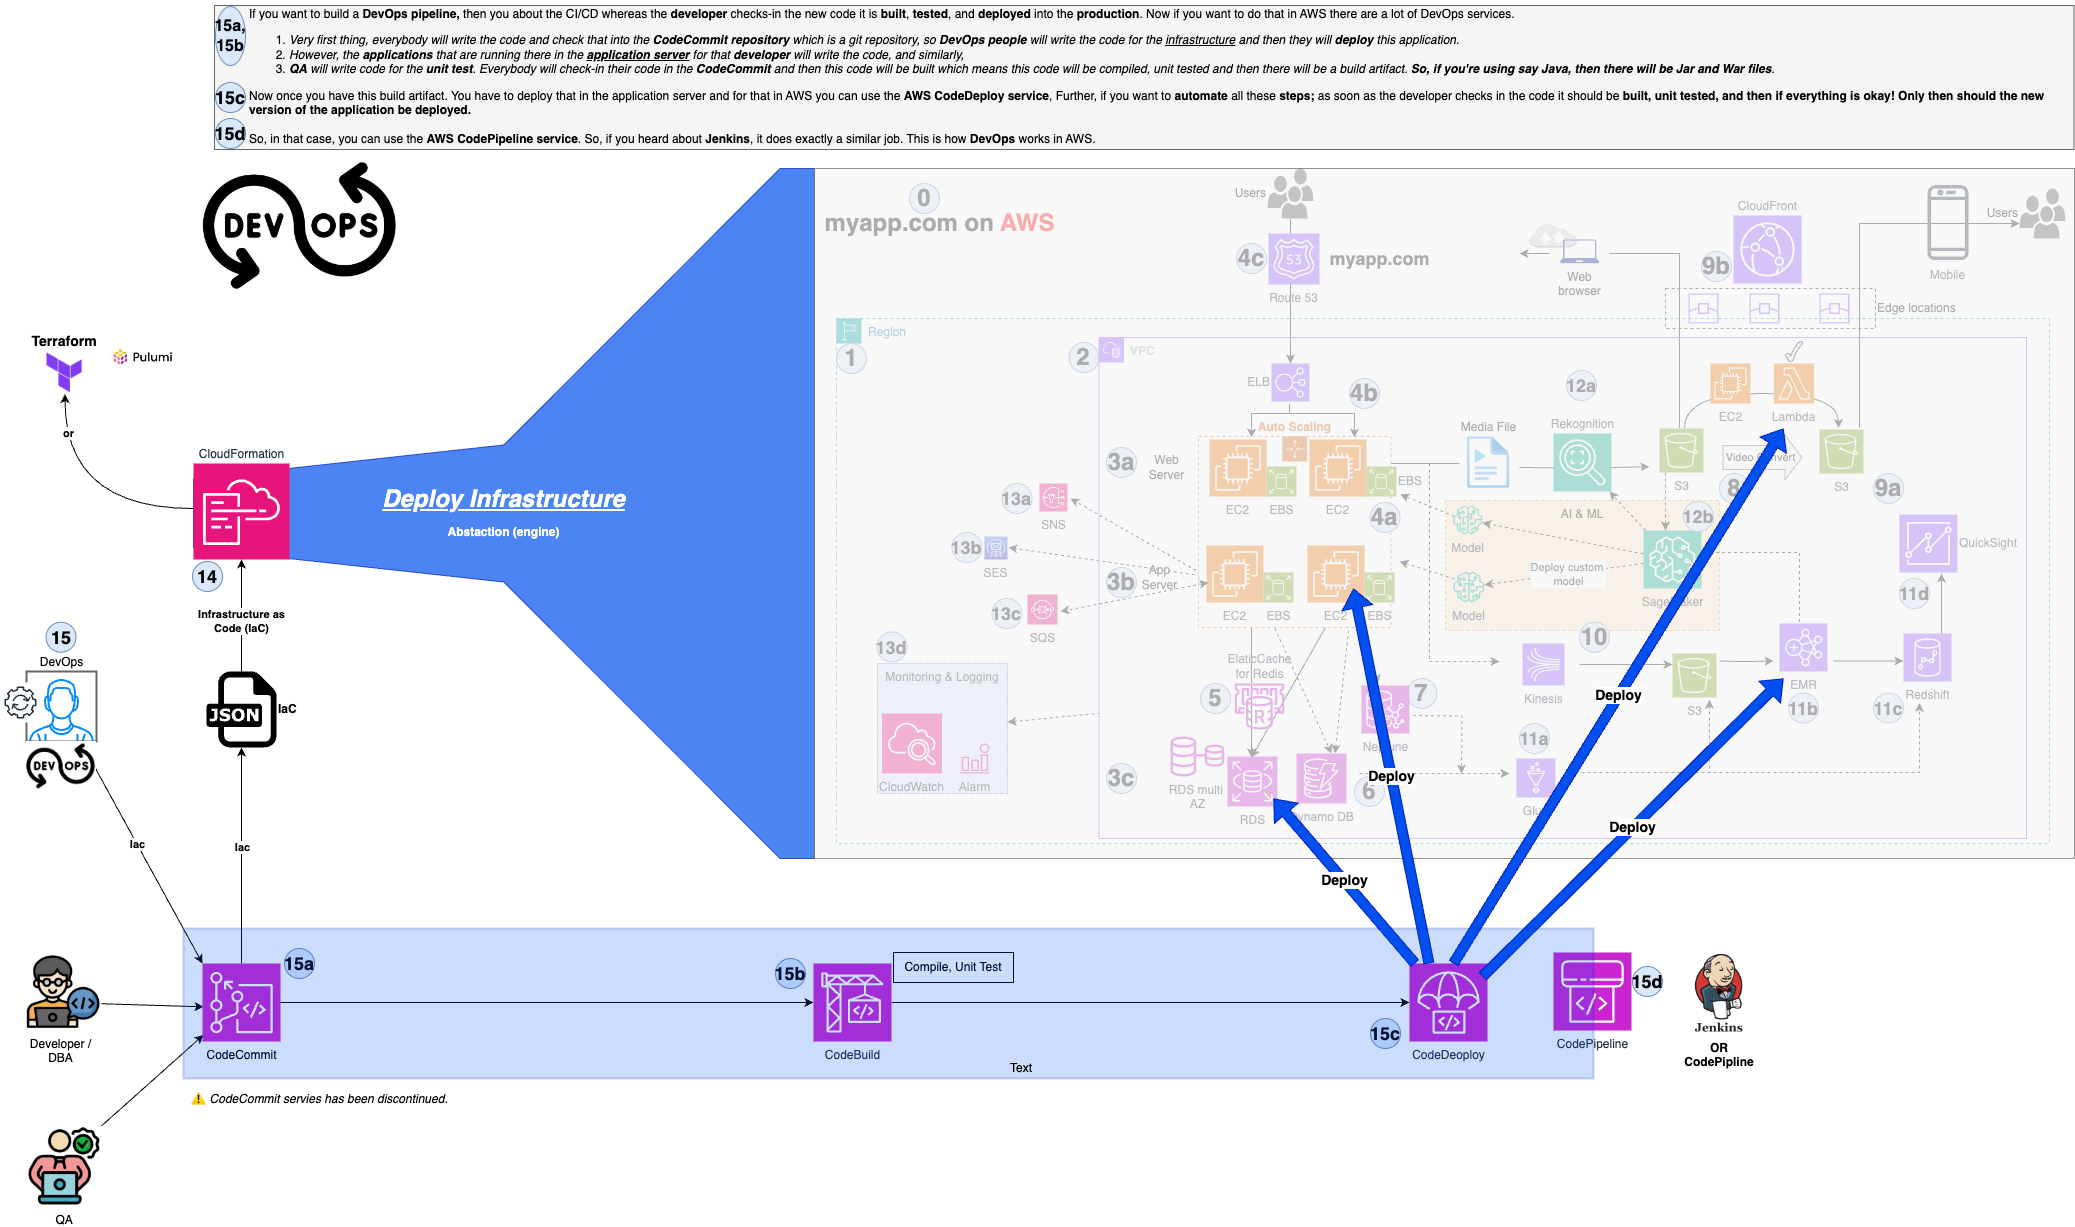 15a,
15b
If you want to build a DevOps pipeline, then you about the CI/CD whereas the developer checks-in the new code it is built, tested, and deployed into the production. Now if you want to do that in AWS there are a lot of DevOps services.
1. Very first thing, everybody will write the code and check that into the CodeCommit repository which is a git repository, so DevOps people will write the code for the infrastructure and then they will deploy this application.
2. However, the applications that are running there in the application server for that developer will write the code, and similarly,
3. QA will write code for the unit test. Everybody will check-in their code in the CodeCommit and then this code will be built which means this code will be compiled, unit tested and then there will be a build artifact. So, if you're using say Java, then there will be Jar and War files.
15c
Now once you have this build artifact. You have to deploy that in the application server and for that in AWS you can use the AWS CodeDeploy service, Further, if you want to automate all these steps; as soon as the developer checks in the code it should be built, unit tested, and then if everything is okay! Only then should the new
version of the application be deployed.
15d
So, in that case, you can use the AWS CodePipeline service. So, if you heard about Jenkins, it does exactly a similar job. This is how DevOps works in AWS.
DEV OPS
0
myapp.com on AWS
Users
4c
53
myapp.com
Route 53
Web
browser
CloudFront
9b
Edge locations
Mobile
Users
Terraform
Pulumi
or
CloudFormation
14
Deploy Infrastructure
Abstaction (engine)
Infrastructure as
Code (IaC)
JSON
IaC
Iac
15
DevOps
DEV OPS
Iac
Region
1
2
VPC
ELB
4b
Auto Scaling
3a
Web
Server
EC2
EBS
EC2
EBS
4a
Media File
12a
Rekognition
AI & ML
S3
EC2
Lambda
Video Convert
8
S3
9a
13a
SNS
13b
SES
13c
SQS
3b
App
Server
EC2
EBS
EC2
EBS
Model
Model
Deploy custom
model
12b
SageMaker
QuickSight
11d
13d
Monitoring & Logging
CloudWatch
Alarm
ElaticCache
for Redis
5
R
7
Neptune
10
Kinesis
S3
EMR
11b
Redshift
11c
11a
Glue
3c
RDS multi
AZ
RDS
Dynamo DB
6
Deploy
Deploy
Deploy
Deploy
Developer /
DBA
CodeCommit
15a
15b
CodeBuild
Compile, Unit Test
15c
CodeDeoploy
CodePipeline
15d
Jenkins
OR
CodePipline
Text
CodeCommit servies has been discontinued.
QA